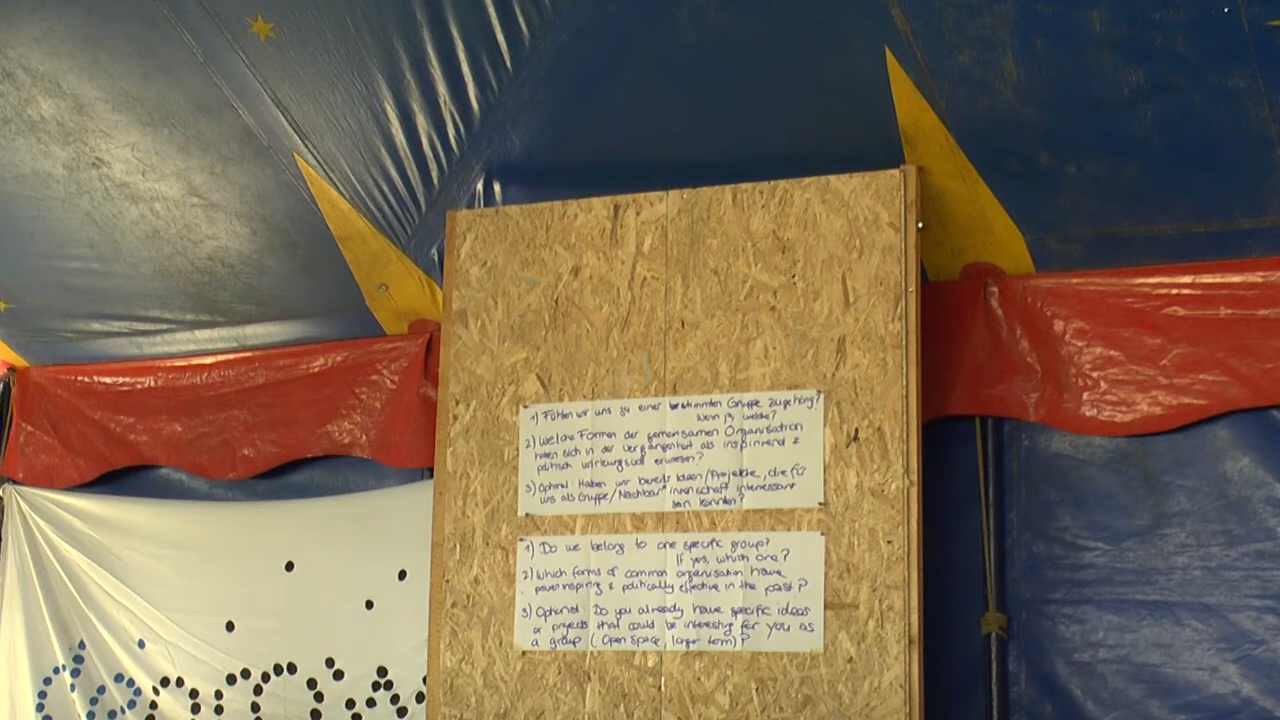 1) Fühlen wir uns zu einer bestimmten Gruppe zugehörig?
Wenn ja, welche?
2) Welche Formen der gemeinsamen Organisation
haben sich in der Vergangenheit als inspirierend &
politisch wirkungsvoll erwiesen?
3) Optional: Haben wir bereits Ideen/Projekte, die für
uns als Gruppe/Nachbar*innenschaft interessant
sein könnten?
1) Do we belong to one specific group?
If yes, which one?
2) Which forms of common organisation have
proven inspiring & politically effective in the past?
3) Optional: Do you already have specific ideas
or projects that could be interesting for you as
a group (Open Space, longer term)?